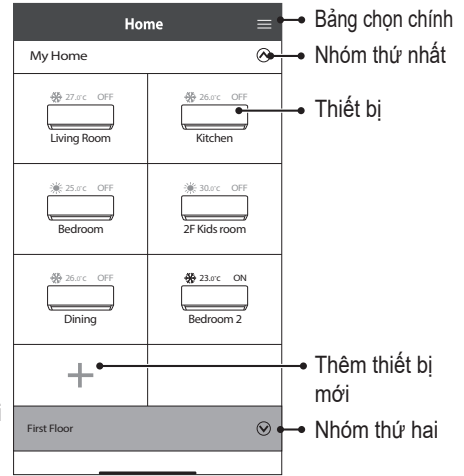 Home
Bảng chọn chính
My Home
Nhóm thứ nhất
27.0°C OFF
26.0°C OFF
Thiết bị
Living Room
Kitchen
25.0°C OFF
30.0°C OFF
Bedroom
2F Kids room
26.0°C OFF
23.0°C ON
Dining
Bedroom 2
+
Thêm thiết bị
mới
First Floor
Nhóm thứ hai